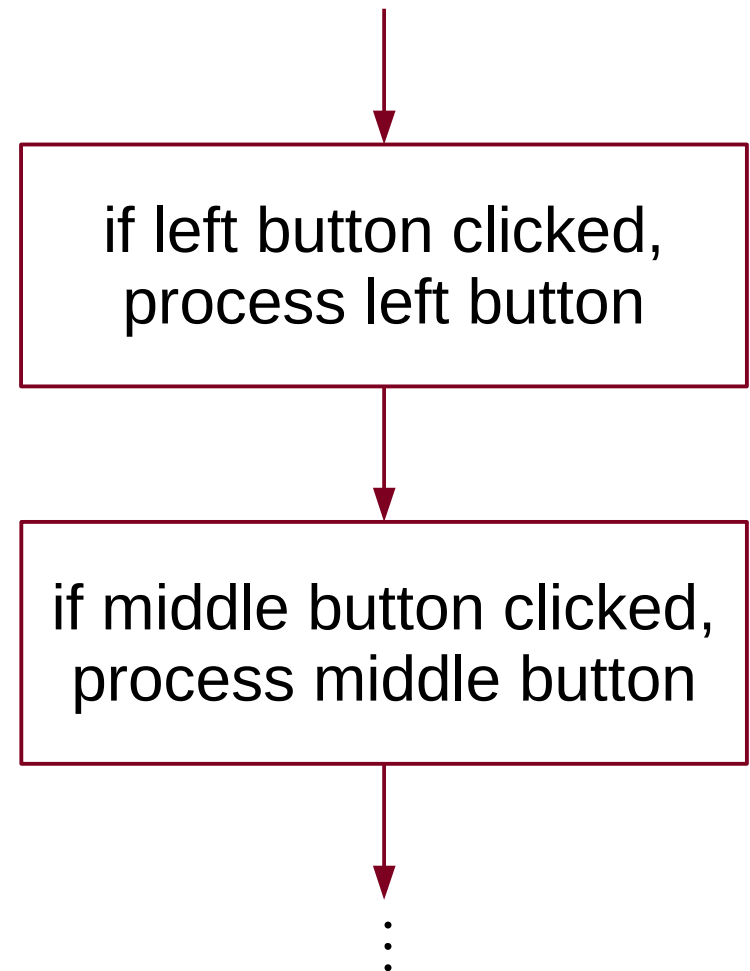 if left button clicked,
process left button
if middle button clicked,
process middle button
⋮